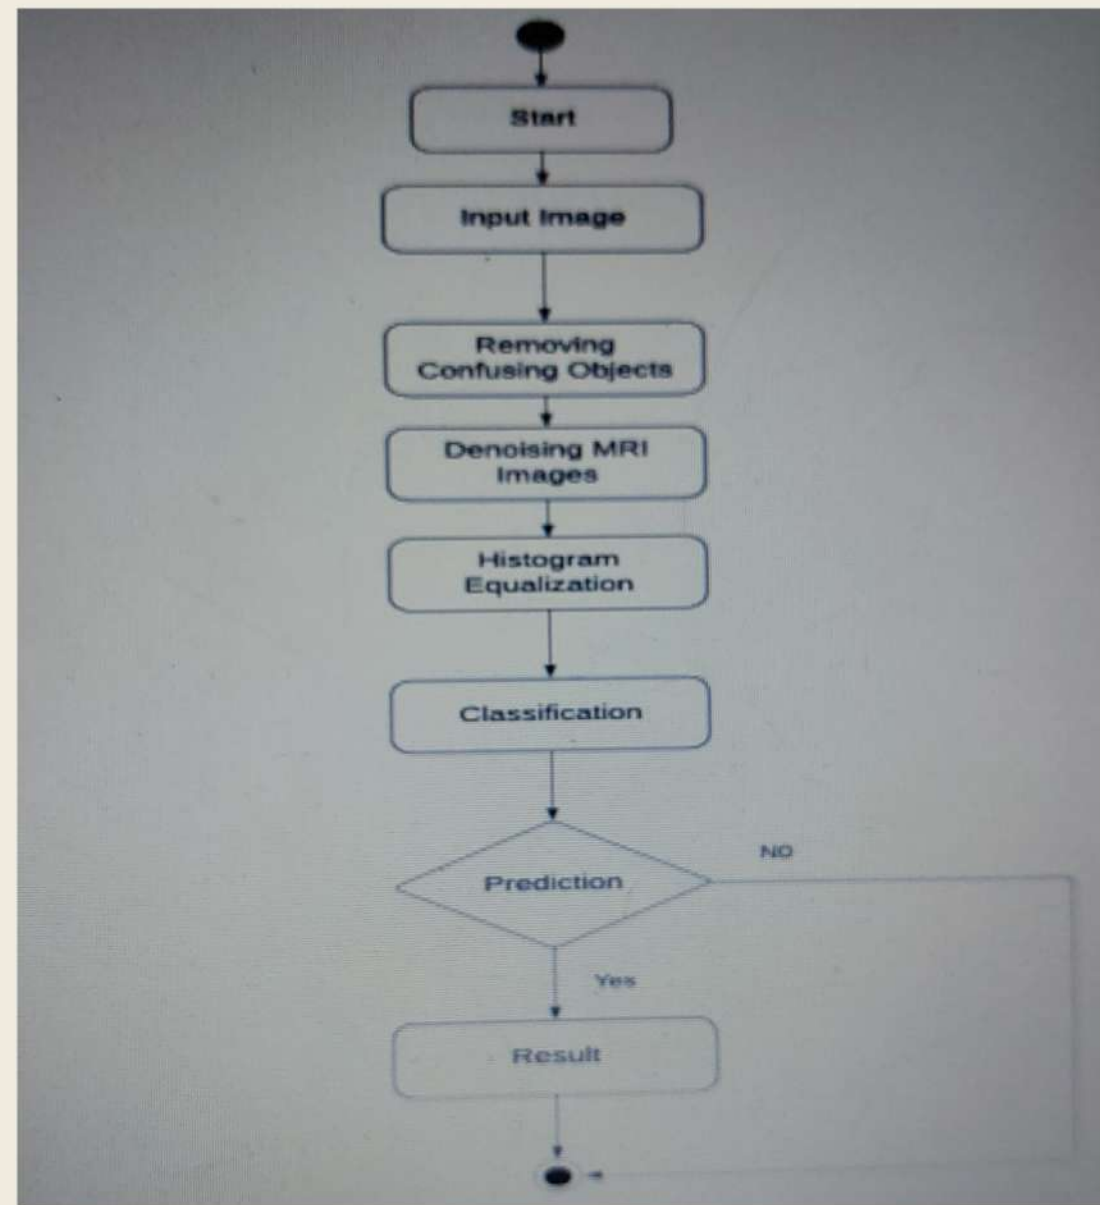 Start
Input Image
Removing
Confusing Objects
Denoising MRI
Images
Histogram
Equalization
Classification
Prediction
NO
Yes
Result